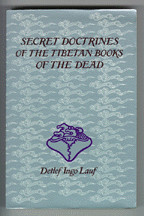 SECRET DOCTRINES
OF THE TIBETAN BOOKS
OF THE DEAD
Detlef Ingo Lauf